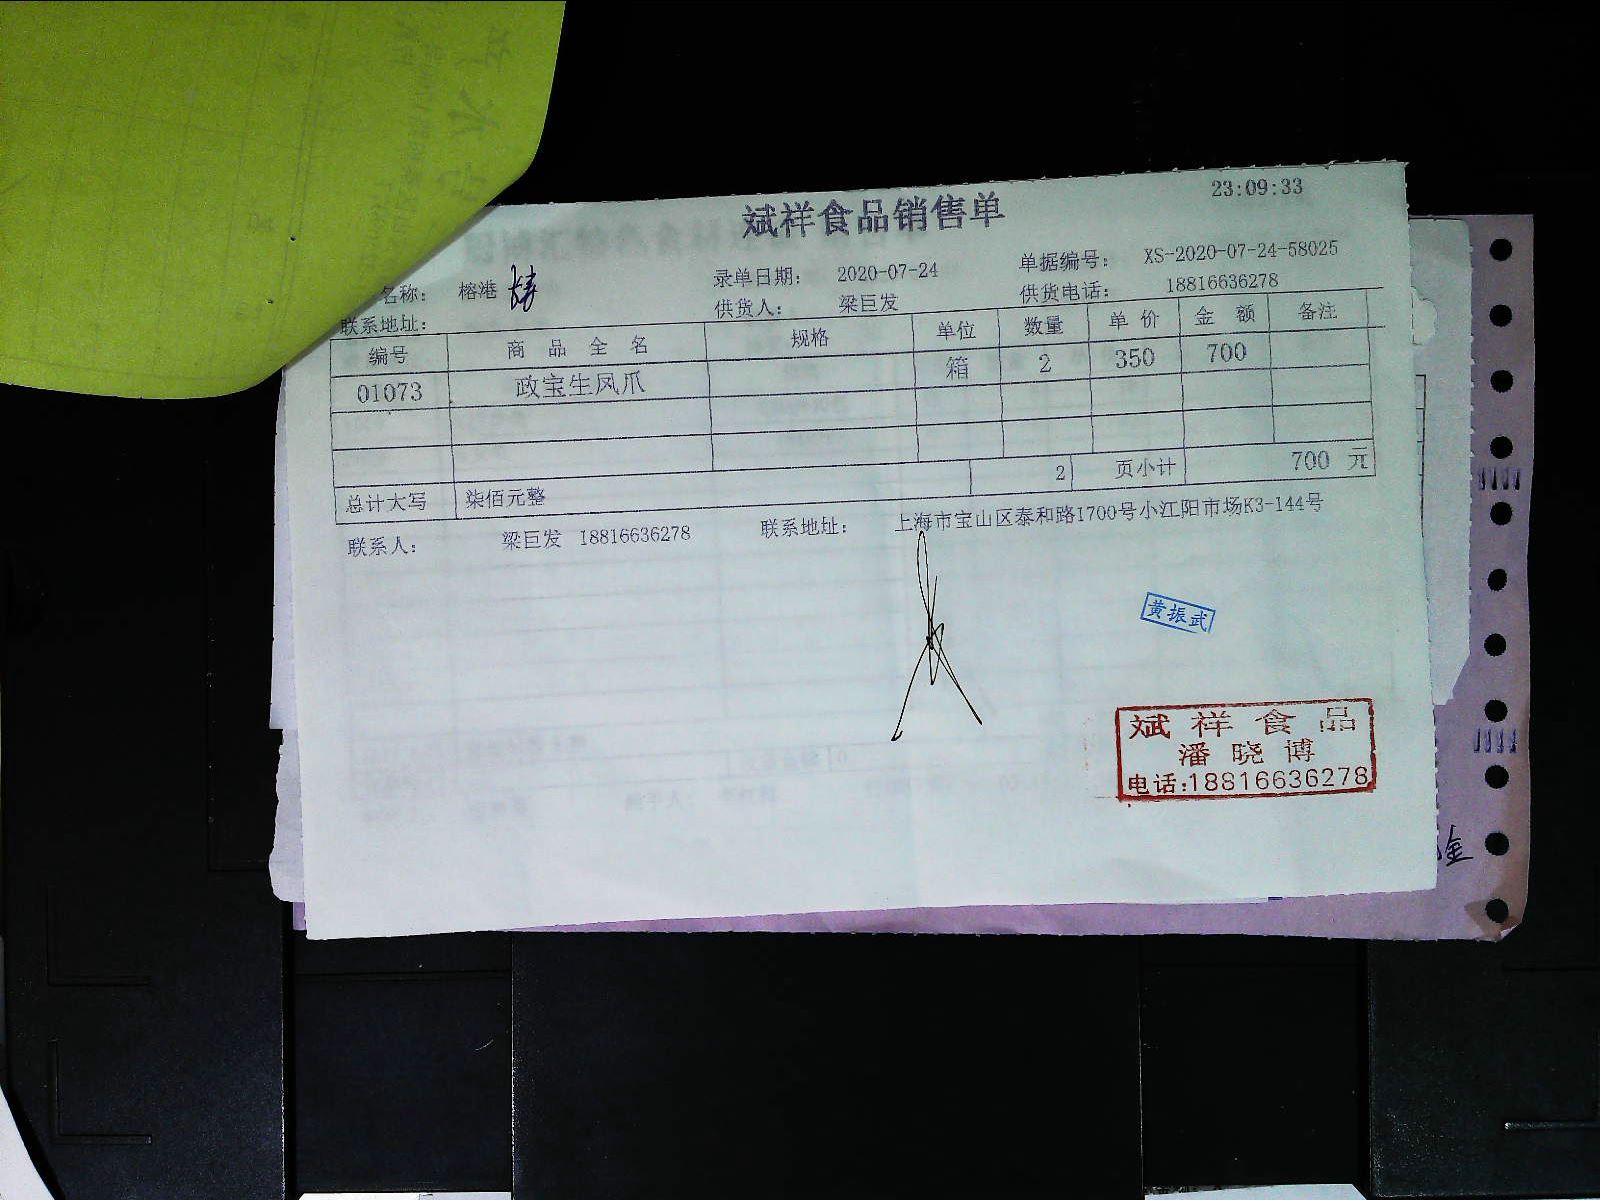 23:09:33
斌祥食品销售单
名称： 榕港 录单日期： 2020-07-24 单据编号： XS-2020-07-24-58025
联系地址： 供货人： 梁巨发 供货电话： 18816636278
编号 商品全名 规格 单位 数量 单价 金额 备注
01073 政宝生凤爪 箱 2 350 700
2 页小计 700 元
总计大写 柒佰元整
联系人： 梁巨发 18816636278 联系地址： 上海市宝山区泰和路1700号小江阳市场K3-144号
黄振武
斌祥食品
潘晓博
电话:18816636278